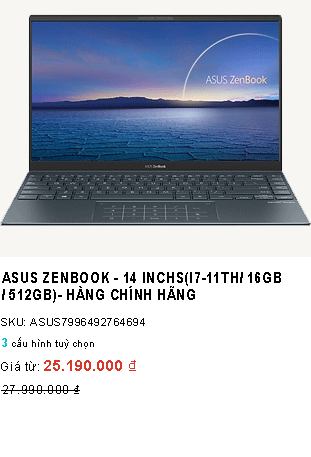 ASUS ZenBook
ASUS ZenBook
ASUS ZENBOOK - 14 INCHS(I7-11TH/ 16GB
/512GB)- HÀNG CHÍNH HÃNG
SKU: ASUS7996492764694
3 cấu hình tuỳ chọn
Giá từ: 25.190.000 ₫
27.990.000 ₫